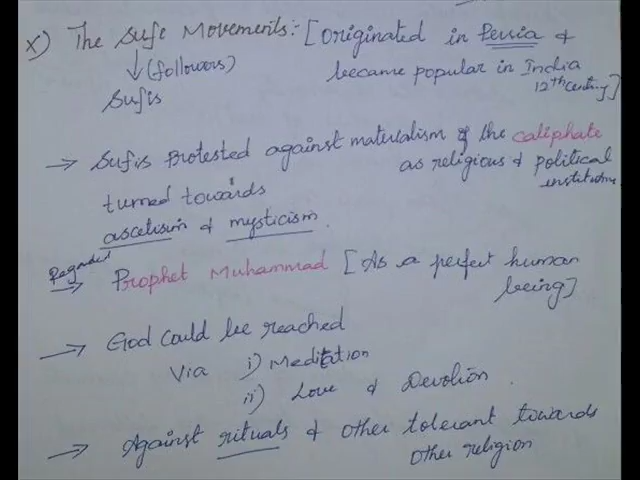 x) The Sufe Movements:- [Originated in Persia &
became popular in India
12th century]
↓ (followers)
Sufis
→ Sufis Protested against materialism of the caliphate
as religious & political
institutions
turned towards
ascetism & mysticism.
Regarded
→ Prophet Muhammad [As a perfect human
being]
→ God could be reached
Via i) Meditation
ii) Love & Devotion.
→ Against rituals & other tolerant towards
other religion